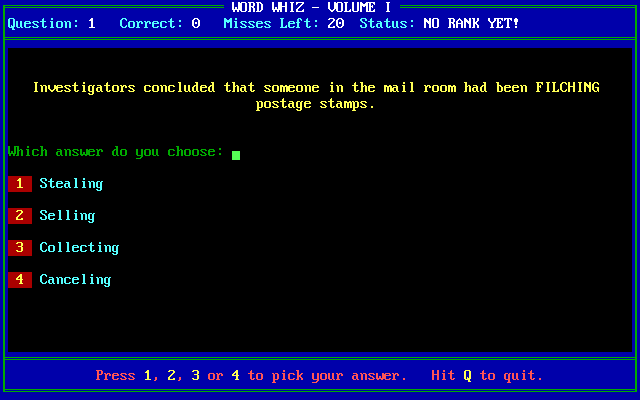 WORD WHIZ - VOLUME I
Question: 1 Correct: 0 Misses Left: 20 Status: NO RANK YET!
Investigators concluded that someone in the mail room had been FILCHING
postage stamps.
Which answer do you choose:
1 Stealing
2 Selling
3 Collecting
4 Canceling
Press 1, 2, 3 or 4 to pick your answer. Hit Q to quit.